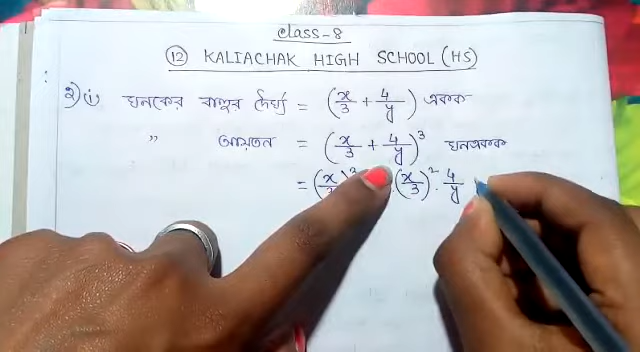 class-8
(12) KALIACHAK HIGH SCHOOL (HS)
২) i) ঘনকের বাহুর দৈর্ঘ্য = (x/3 + 4/y) একক
" আয়তন = (x/3 + 4/y)³ ঘনএকক
= (x/3)³ (x/3)² · 4/y